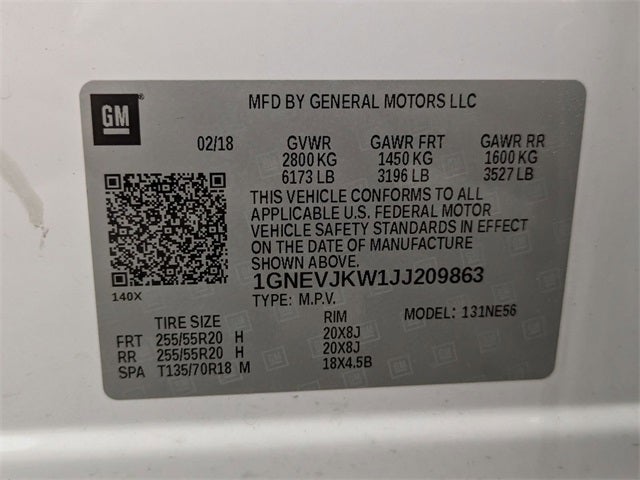 GM
MFD BY GENERAL MOTORS LLC
02/18 GVWR GAWR FRT GAWR RR
2800 KG 1450 KG 1600 KG
6173 LB 3196 LB 3527 LB
THIS VEHICLE CONFORMS TO ALL
APPLICABLE U.S. FEDERAL MOTOR
VEHICLE SAFETY STANDARDS IN EFFECT
ON THE DATE OF MANUFACTURE
SHOWN ABOVE.
1GNEVJKW1JJ209863
140X
TYPE: M.P.V.
TIRE SIZE RIM MODEL: 131NE56
FRT 255/55R20 H 20X8J
RR 255/55R20 H 20X8J
SPA T135/70R18 M 18X4.5B